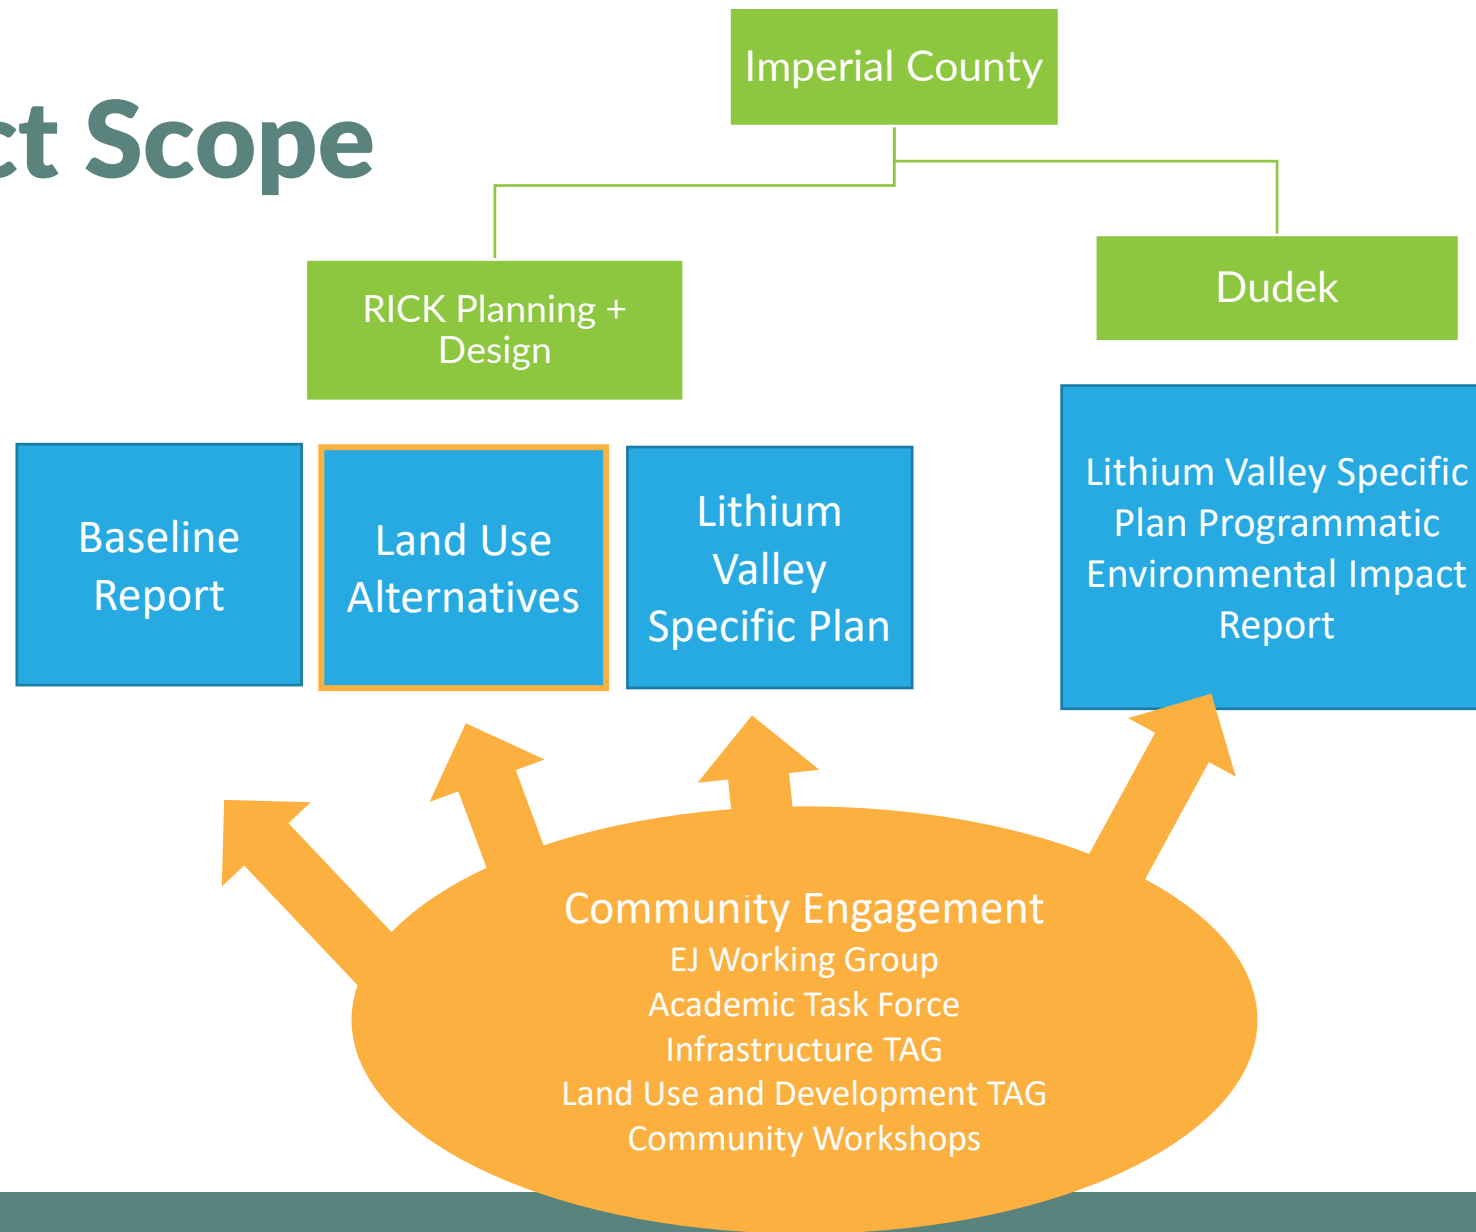 ct Scope
Imperial County
RICK Planning +
Design
Dudek
Baseline
Report
Land Use
Alternatives
Lithium
Valley
Specific Plan
Lithium Valley Specific
Plan Programmatic
Environmental Impact
Report
Community Engagement
EJ Working Group
Academic Task Force
Infrastructure TAG
Land Use and Development TAG
Community Workshops